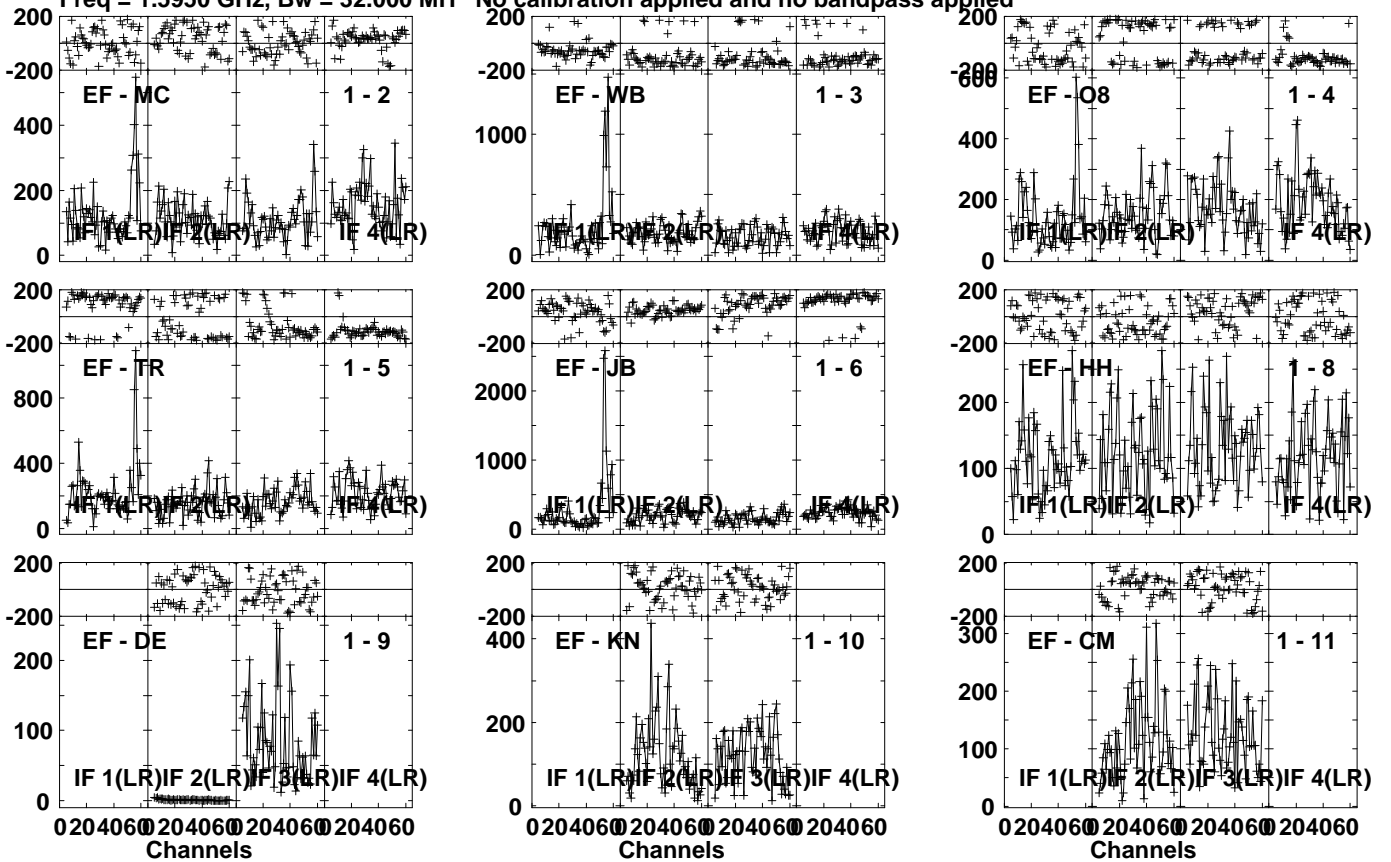 Freq = 1.5950 GHz, Bw = 32.000 MH No calibration applied and no bandpass applied
200
-200
EF - MC 1 - 2
400
200
0
IF 1(LR) IF 2(LR) IF 4(LR)
200
-200
EF - WB 1 - 3
1000
0
IF 1(LR) IF 2(LR) IF 4(LR)
200
-200
600
EF - O8 1 - 4
400
200
0
IF 1(LR) IF 2(LR) IF 4(LR)
200
-200
EF - TR 1 - 5
800
400
0
IF 1(LR) IF 2(LR) IF 4(LR)
200
-200
EF - JB 1 - 6
2000
1000
0
IF 1(LR) IF 2(LR) IF 4(LR)
200
-200
EF - HH 1 - 8
200
100
0
IF 1(LR) IF 2(LR) IF 4(LR)
200
-200
EF - DE 1 - 9
200
100
0
IF 1(LR) IF 2(LR) IF 3(LR) IF 4(LR)
0 20 40 60 0 20 40 60 0 20 40 60 0 20 40 60
Channels
200
-200
EF - KN 1 - 10
400
200
0
IF 1(LR) IF 2(LR) IF 3(LR) IF 4(LR)
0 20 40 60 0 20 40 60 0 20 40 60 0 20 40 60
Channels
200
-200
300
EF - CM 1 - 11
200
100
0
IF 1(LR) IF 2(LR) IF 3(LR) IF 4(LR)
0 20 40 60 0 20 40 60 0 20 40 60 0 20 40 60
Channels